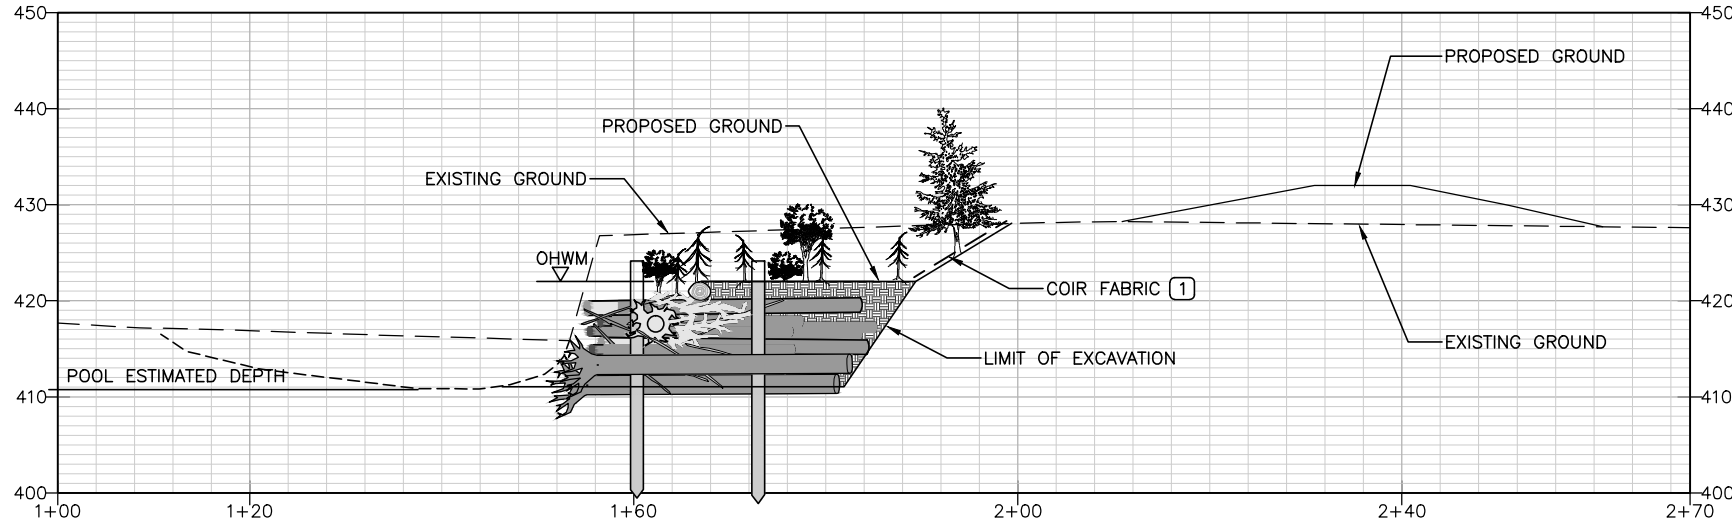 450
450
PROPOSED GROUND
440
440
PROPOSED GROUND
EXISTING GROUND
430
430
OHWM
420
COIR FABRIC 1
420
EXISTING GROUND
LIMIT OF EXCAVATION
POOL ESTIMATED DEPTH
410
410
400
400
1+00
1+20
1+60
2+00
2+40
2+70